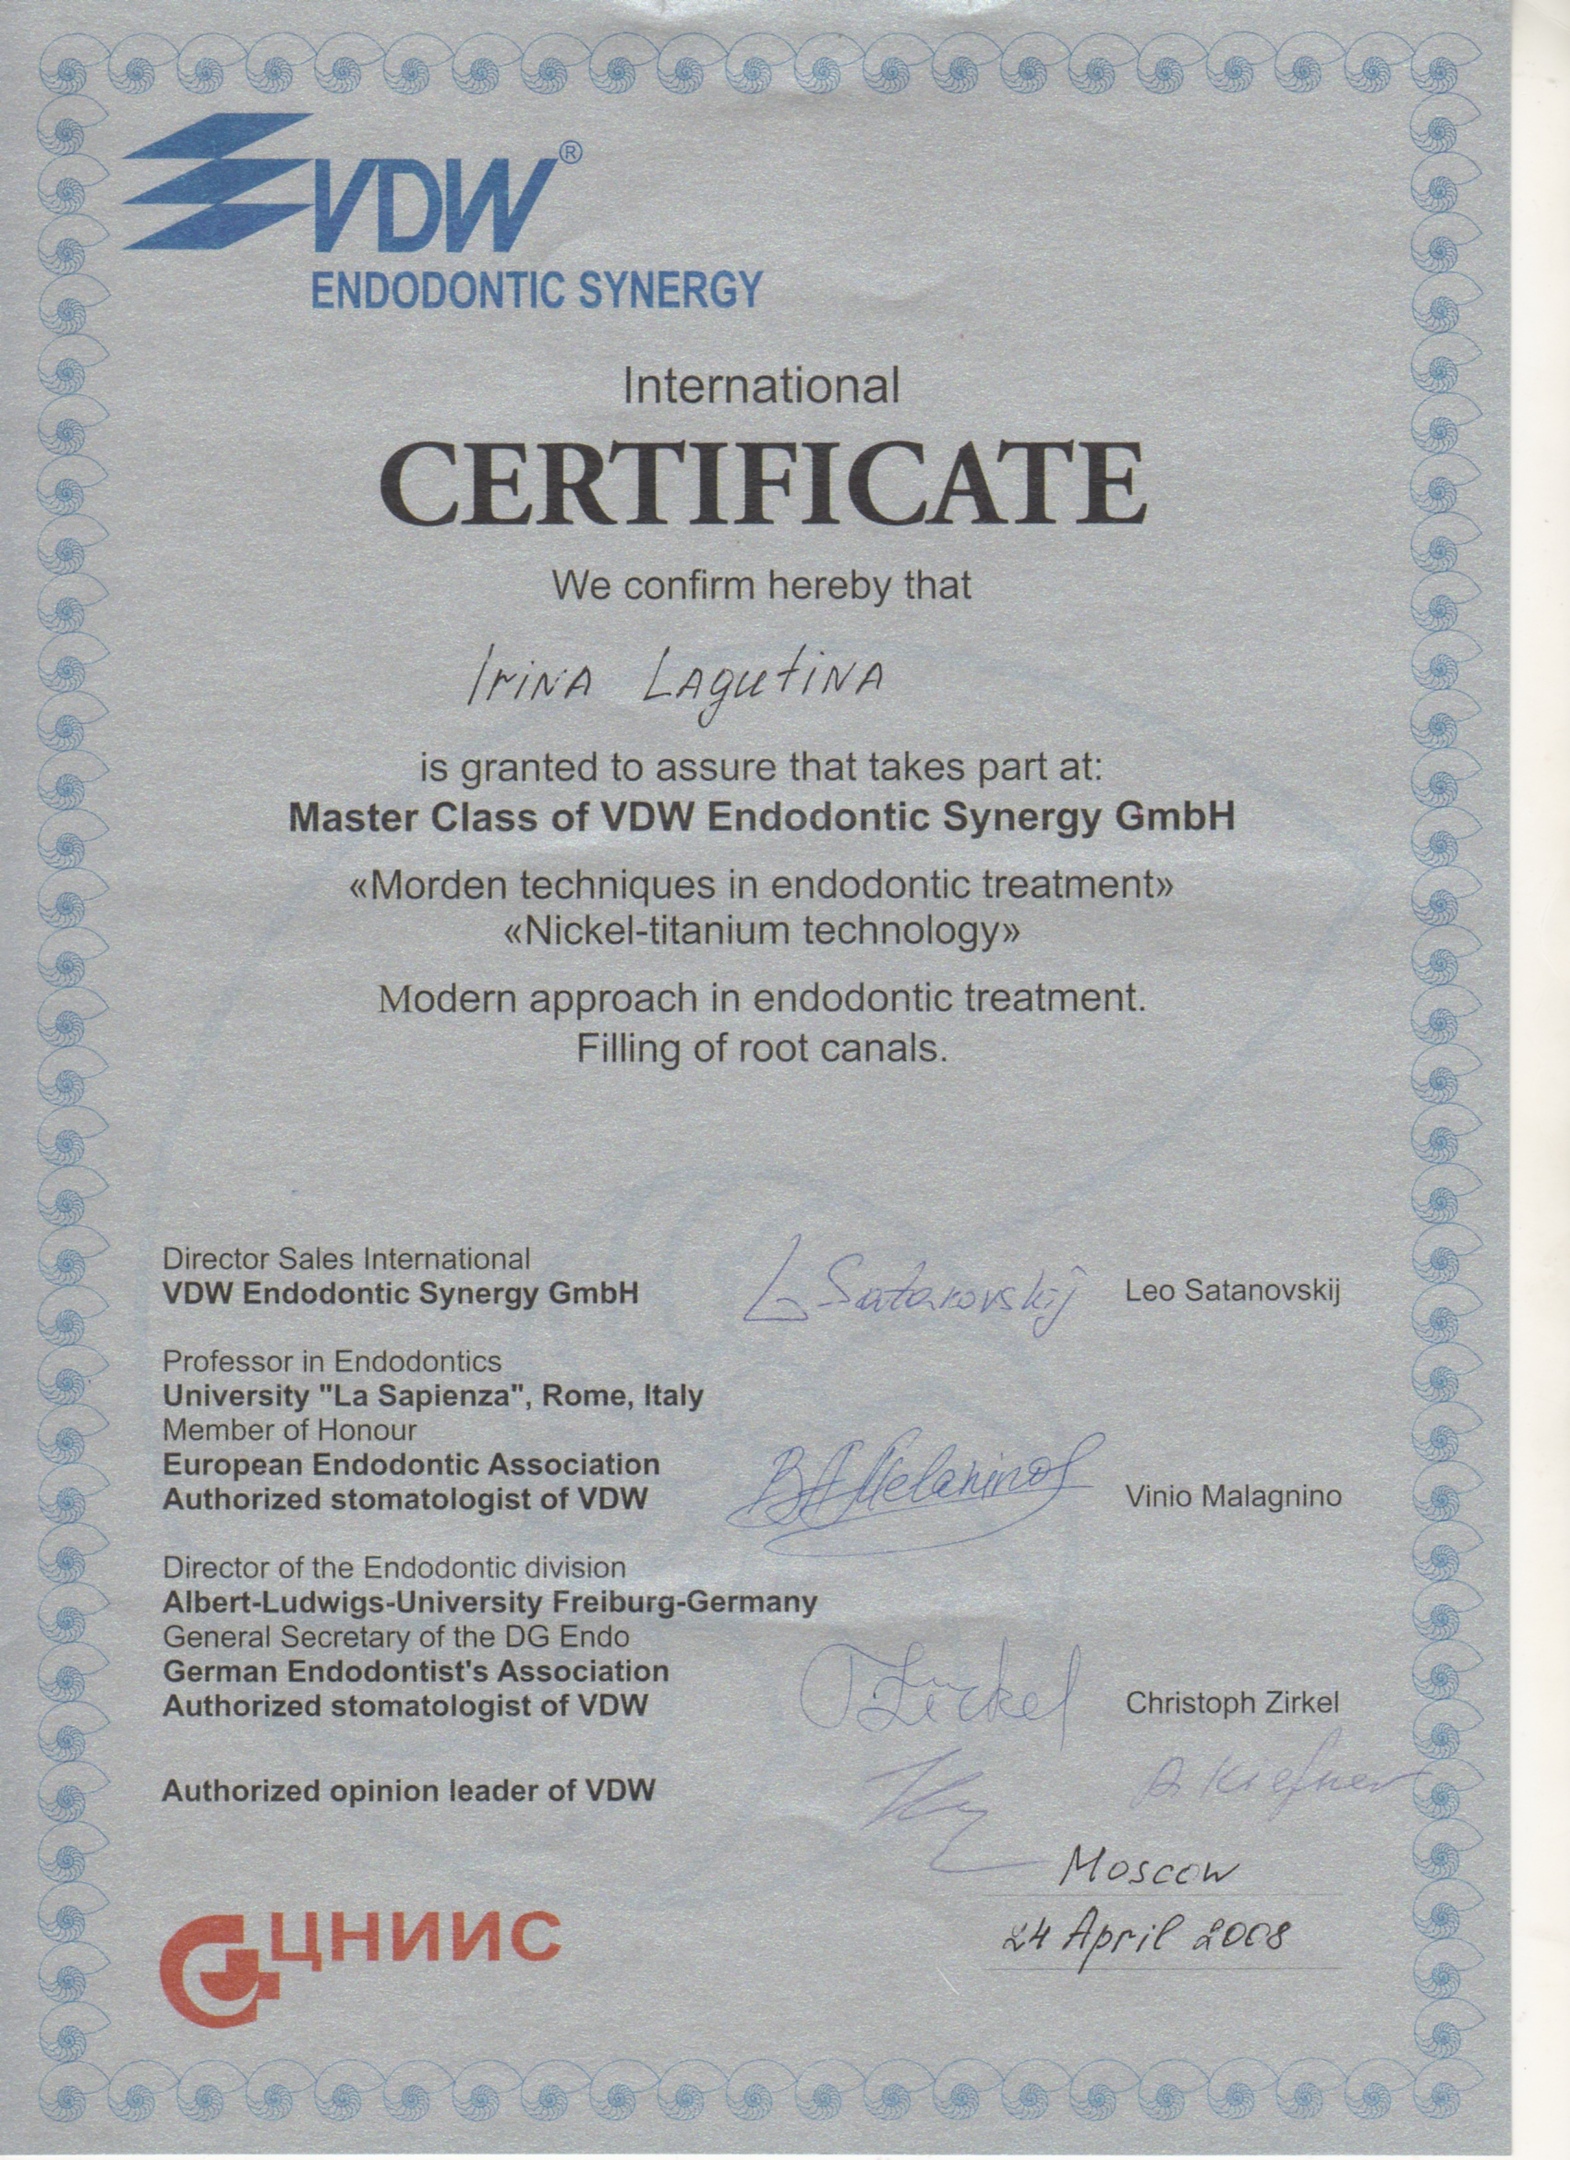 VDW®
ENDODONTIC SYNERGY
International
CERTIFICATE
We confirm hereby that
Irina Lagutina
is granted to assure that takes part at:
Master Class of VDW Endodontic Synergy GmbH
«Morden techniques in endodontic treatment»
«Nickel-titanium technology»
Modern approach in endodontic treatment.
Filling of root canals.
Director Sales International
VDW Endodontic Synergy GmbH
L Satanovskij
Leo Satanovskij
Professor in Endodontics
University "La Sapienza", Rome, Italy
Member of Honour
European Endodontic Association
Authorized stomatologist of VDW
Vinio Malagnino
Director of the Endodontic division
Albert-Ludwigs-University Freiburg-Germany
General Secretary of the DG Endo
German Endodontist's Association
Authorized stomatologist of VDW
Zirkel
Christoph Zirkel
Authorized opinion leader of VDW
Kiefner
Moscow
24 April 2008
ЦНИИС